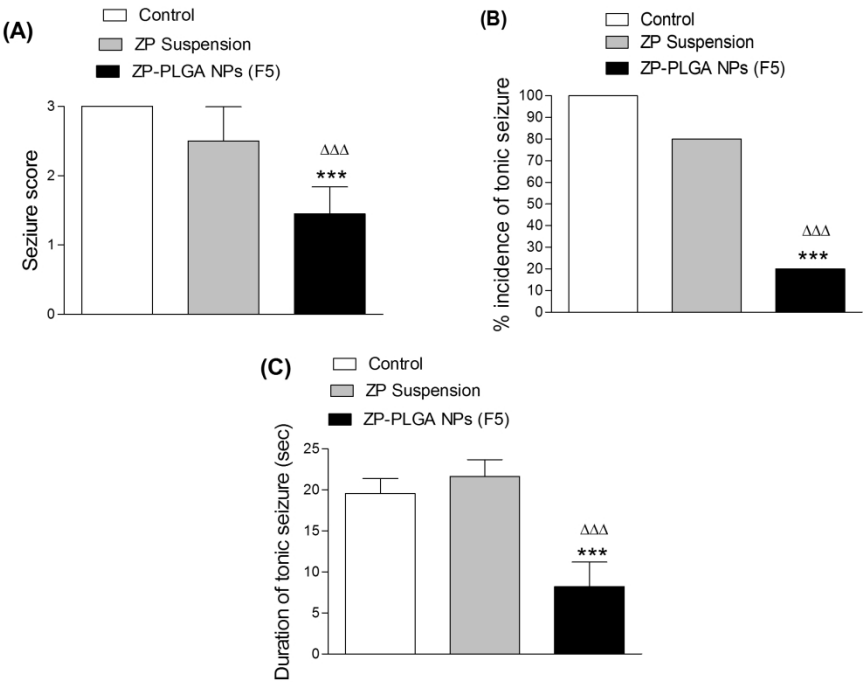 (A)
Control
ZP Suspension
ZP-PLGA NPs (F5)
Seziure score
3
2
1
0
ΔΔΔ
***
(B)
Control
ZP Suspension
ZP-PLGA NPs (F5)
% incidence of tonic seizure
100
90
80
70
60
50
40
30
20
10
0
ΔΔΔ
***
(C)
Control
ZP Suspension
ZP-PLGA NPs (F5)
Duration of tonic seizure (sec)
25
20
15
10
5
0
ΔΔΔ
***